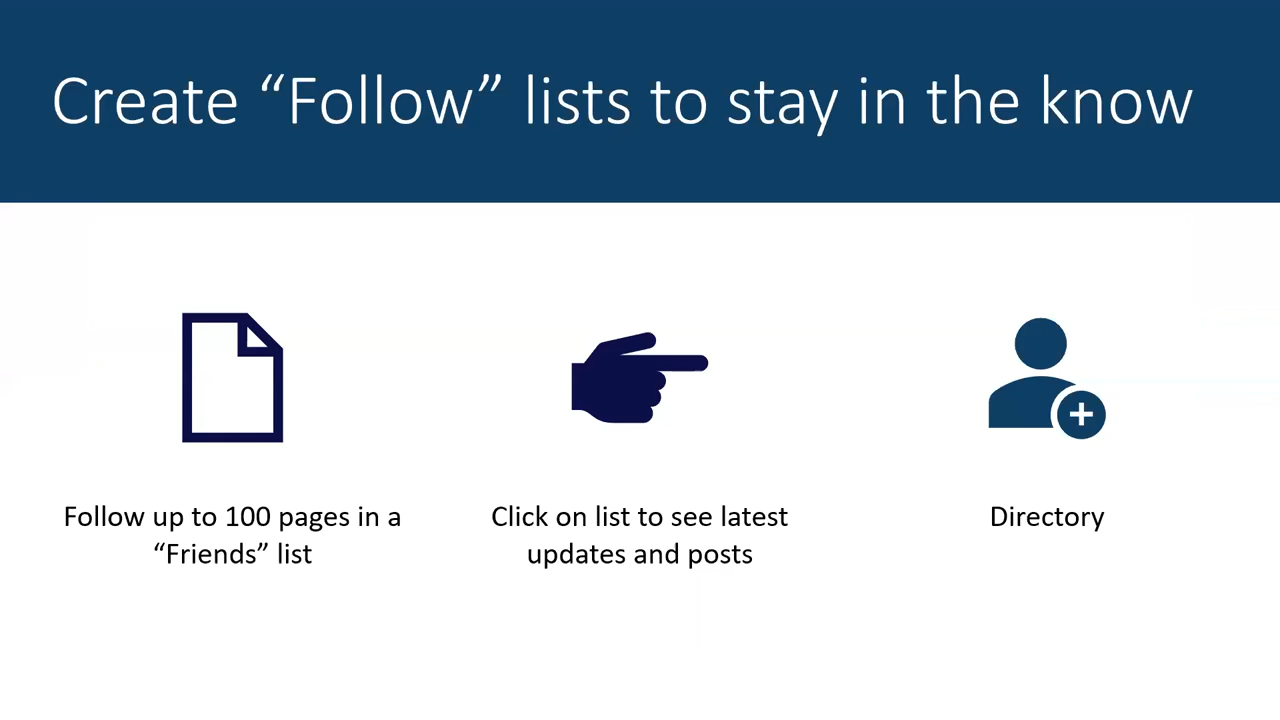 Create “Follow” lists to stay in the know
Follow up to 100 pages in a
“Friends” list
Click on list to see latest
updates and posts
Directory